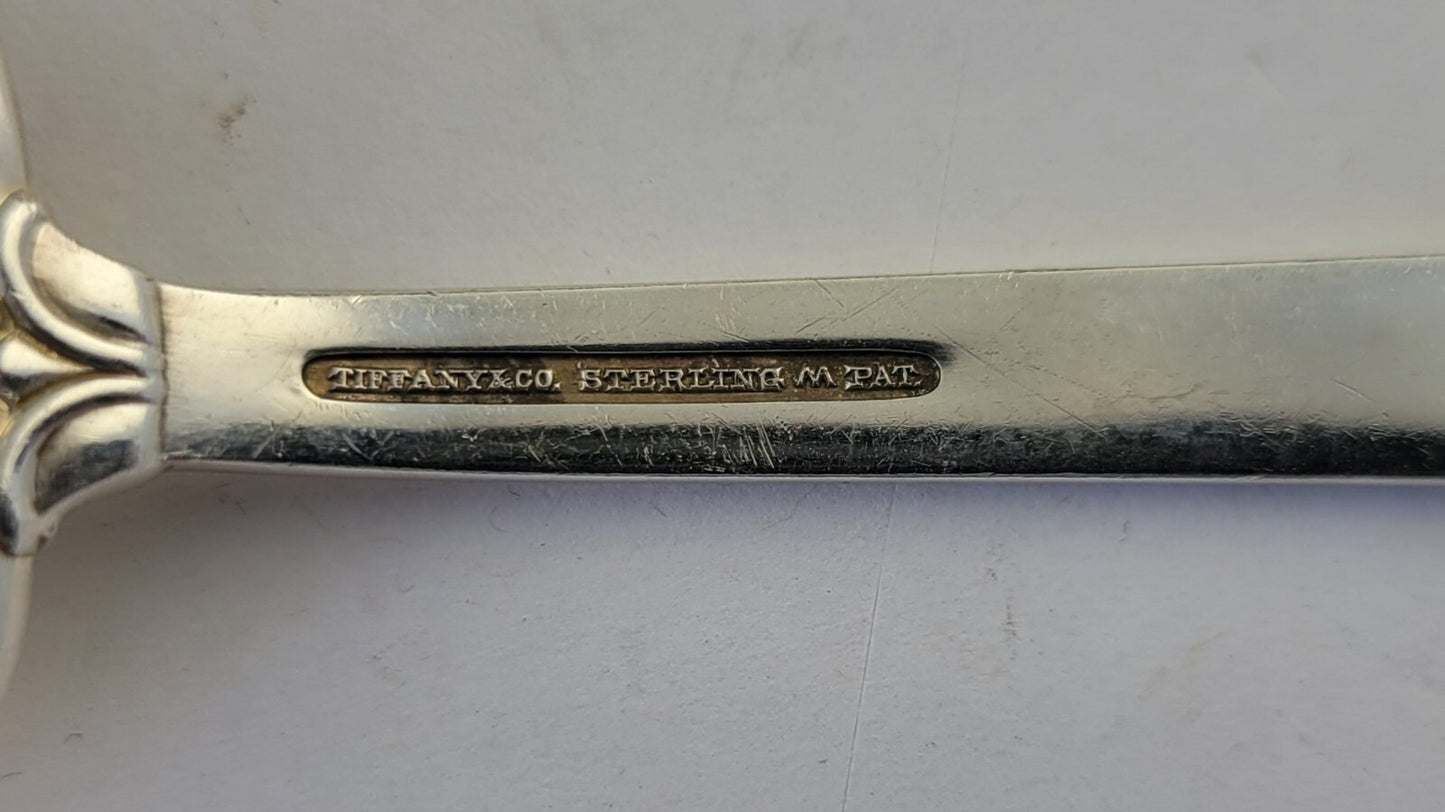 TIFFANY & CO. STERLING M PAT.